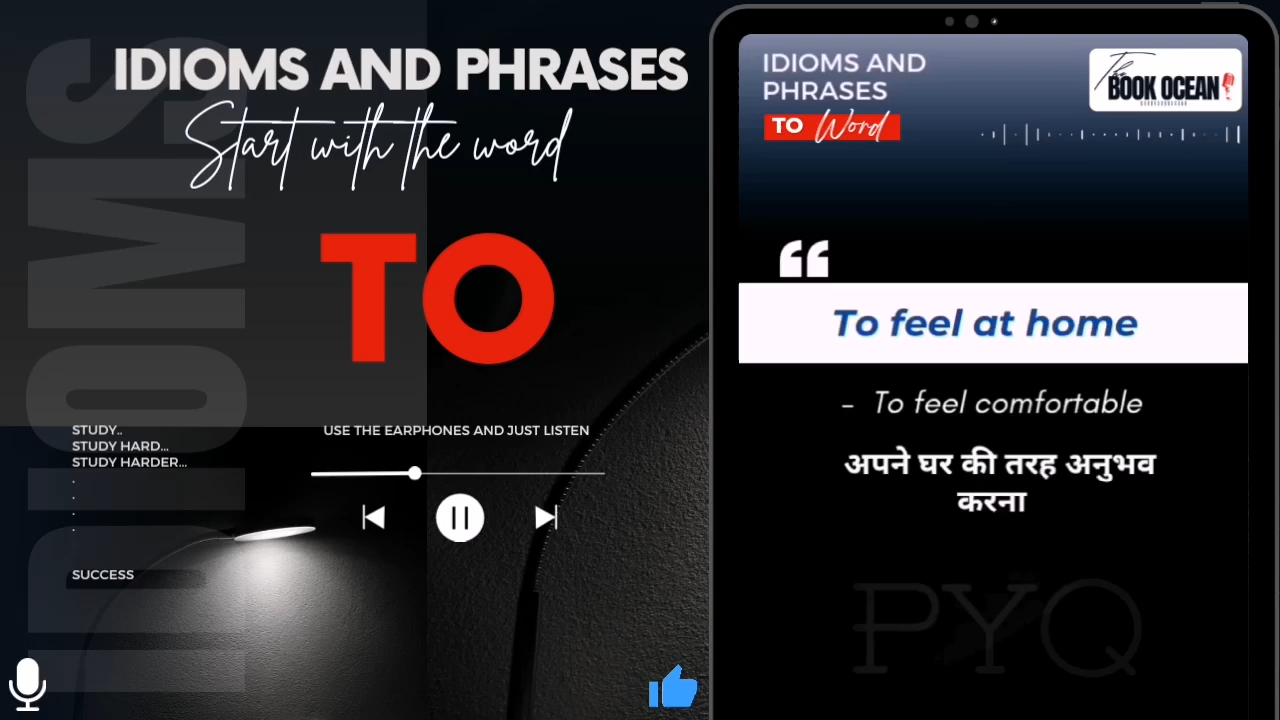 IDIOMS
IDIOMS AND PHRASES
Start with the word
TO
STUDY..
STUDY HARD...
STUDY HARDER...
.
.
.
.
SUCCESS
USE THE EARPHONES AND JUST LISTEN
IDIOMS AND
PHRASES
TO Word
The
BOOK OCEAN
“
To feel at home
- To feel comfortable
अपने घर की तरह अनुभव
करना
PYQ